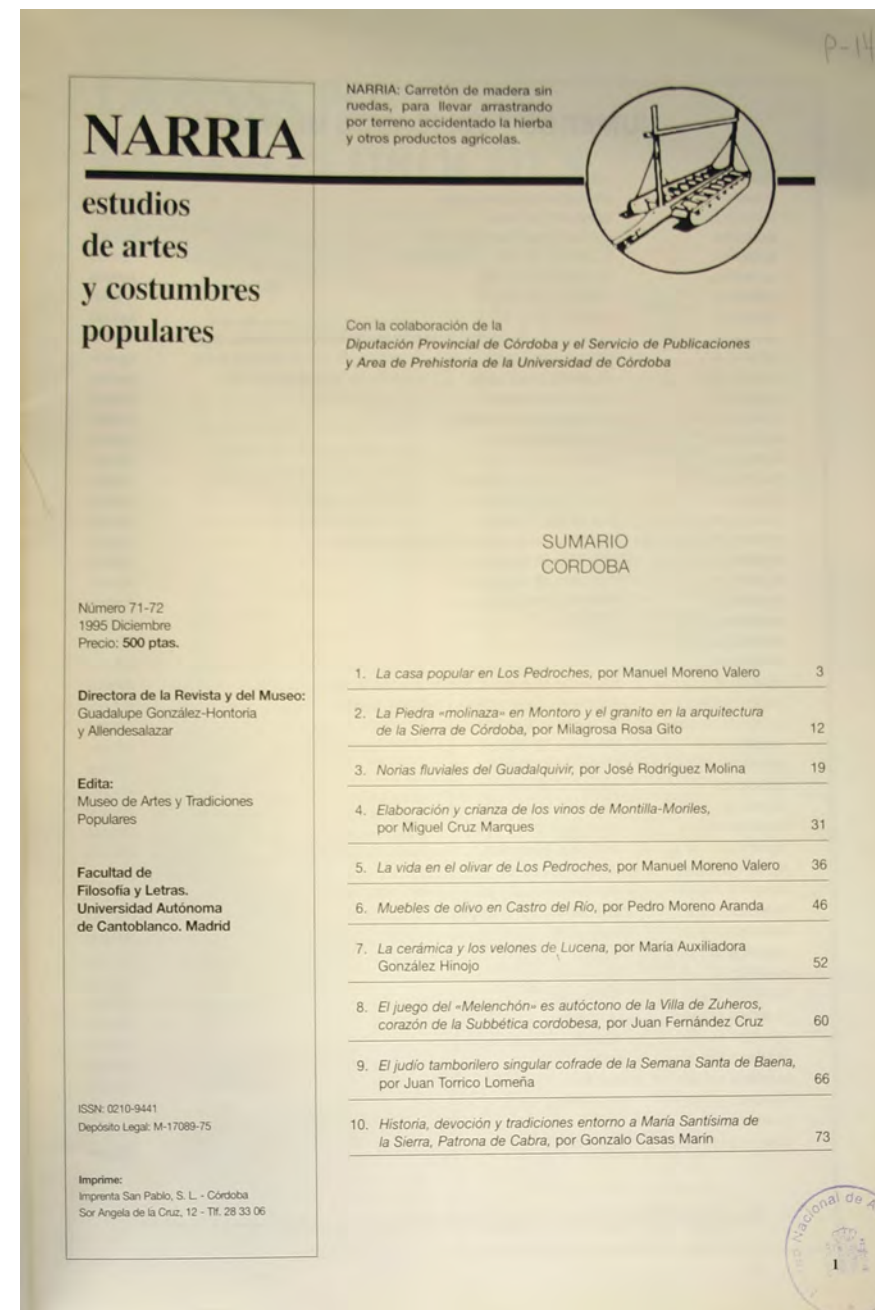 P-14
NARRIA
estudios
de artes
y costumbres
populares
NARRIA: Carretón de madera sin
ruedas, para llevar arrastrando
por terreno accidentado la hierba
y otros productos agrícolas.
Con la colaboración de la
Diputación Provincial de Córdoba y el Servicio de Publicaciones
y Area de Prehistoria de la Universidad de Córdoba
Número 71-72
1995 Diciembre
Precio: 500 ptas.
Directora de la Revista y del Museo:
Guadalupe González-Hontoria
y Allendesalazar
Edita:
Museo de Artes y Tradiciones
Populares
Facultad de
Filosofía y Letras.
Universidad Autónoma
de Cantoblanco. Madrid
ISSN: 0210-9441
Depósito Legal: M-17089-75
Imprime:
Imprenta San Pablo, S. L. - Córdoba
Sor Angela de la Cruz, 12 - Tlf. 28 33 06
SUMARIO
CORDOBA
1. La casa popular en Los Pedroches, por Manuel Moreno Valero 3
2. La Piedra «molinaza» en Montoro y el granito en la arquitectura
de la Sierra de Córdoba, por Milagrosa Rosa Gito 12
3. Norias fluviales del Guadalquivir, por José Rodríguez Molina 19
4. Elaboración y crianza de los vinos de Montilla-Moriles,
por Miguel Cruz Marques 31
5. La vida en el olivar de Los Pedroches, por Manuel Moreno Valero 36
6. Muebles de olivo en Castro del Río, por Pedro Moreno Aranda 46
7. La cerámica y los velones de Lucena, por María Auxiliadora
González Hinojo 52
8. El juego del «Melenchón» es autóctono de la Villa de Zuheros,
corazón de la Subbética cordobesa, por Juan Fernández Cruz 60
9. El judío tamborilero singular cofrade de la Semana Santa de Baena,
por Juan Torrico Lomeña 66
10. Historia, devoción y tradiciones entorno a María Santísima de
la Sierra, Patrona de Cabra, por Gonzalo Casas Marín 73
Nacional de A
1